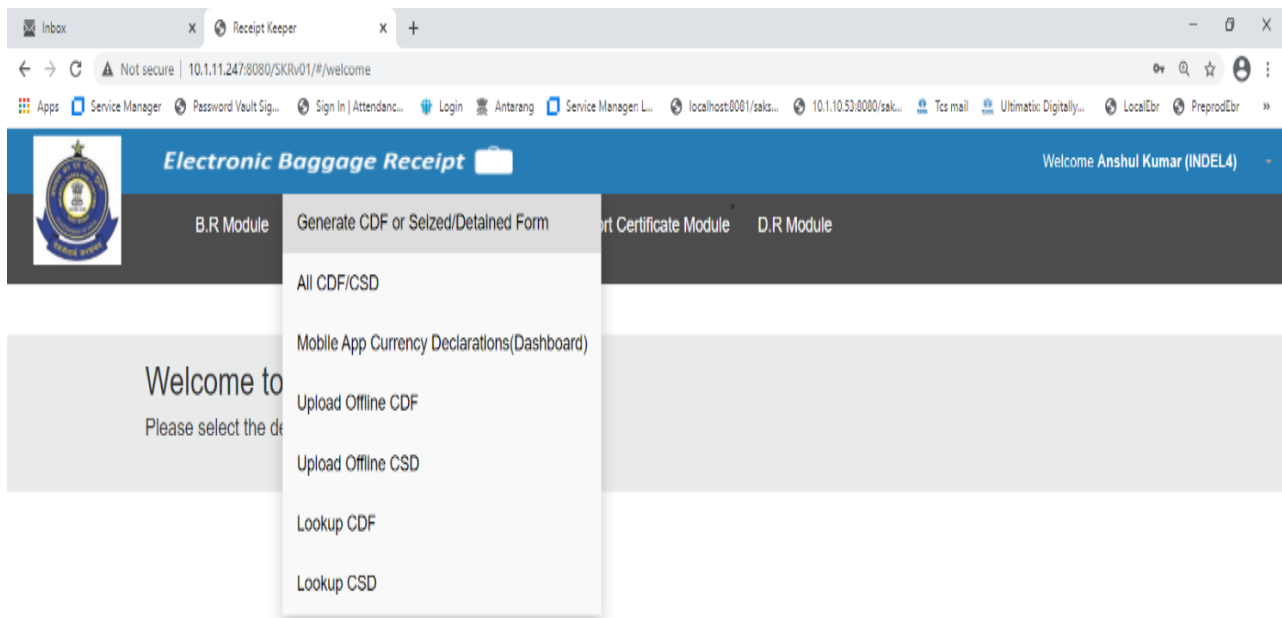 Inbox
Receipt Keeper
Not secure | 10.1.11.247:8080/SKRv01/#/welcome
Apps Service Manager Password Vault Sig... Sign In | Attendanc... Login Antarang Service Manager: L... localhost:8081/saks... 10.1.10.53:8080/sak... Tcs mail Ultimatix: Digitally... LocalEbr PreprodEbr »
Electronic Baggage Receipt
Welcome Anshul Kumar (INDEL4)
B.R Module
rt Certificate Module
D.R Module
Generate CDF or Seized/Detained Form
All CDF/CSD
Mobile App Currency Declarations(Dashboard)
Upload Offline CDF
Upload Offline CSD
Lookup CDF
Lookup CSD
Welcome to
Please select the de